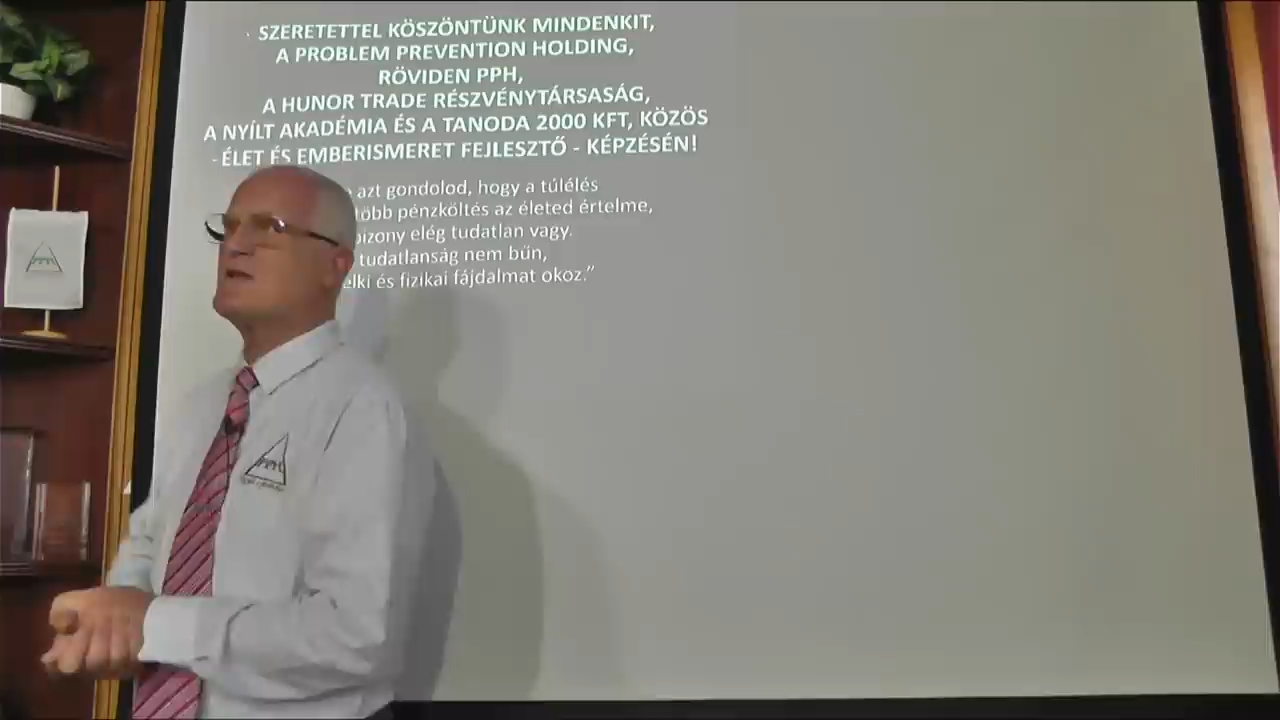 SZERETETTEL KÖSZÖNTÜNK MINDENKIT,
A PROBLEM PREVENTION HOLDING,
RÖVIDEN PPH,
A HUNOR TRADE RÉSZVÉNYTÁRSASÁG,
A NYÍLT AKADÉMIA ÉS A TANODA 2000 KFT, KÖZÖS
- ÉLET ÉS EMBERISMERET FEJLESZTŐ - KÉPZÉSÉN!
azt gondolod, hogy a túlélés
pénzköltés az életed értelme,
bizony elég tudatlan vagy.
tudatlanság nem bűn,
és fizikai fájdalmat okoz.”
PPH